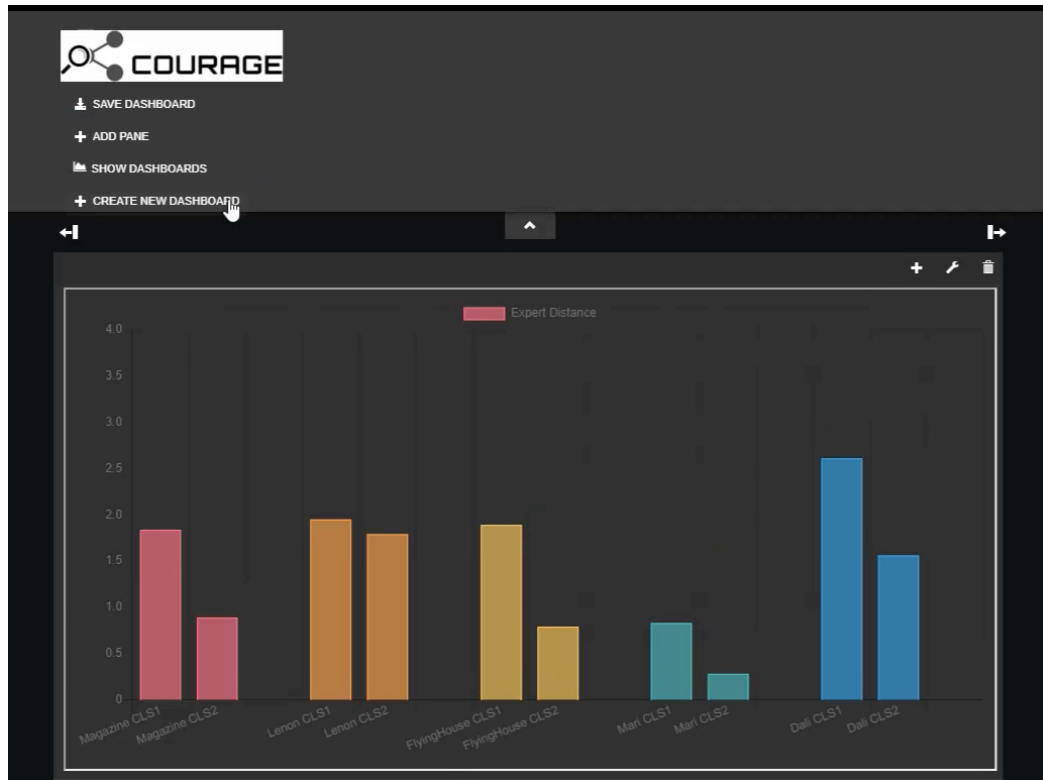 COURAGE
SAVE DASHBOARD
ADD PANE
SHOW DASHBOARDS
CREATE NEW DASHBOARD
Expert Distance
4.0
3.5
3.0
2.5
2.0
1.5
1.0
0.5
0
Magazine CLS1
Magazine CLS2
Lenon CLS1
Lenon CLS2
FlyingHouse CLS1
FlyingHouse CLS2
Mari CLS1
Mari CLS2
Dali CLS1
Dali CLS2